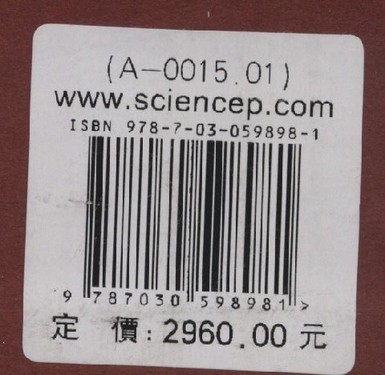 (A-0015.01)
www.sciencep.com
ISBN 978-7-03-059898-1
9 787030 598981 >
定 價: 2960.00 元